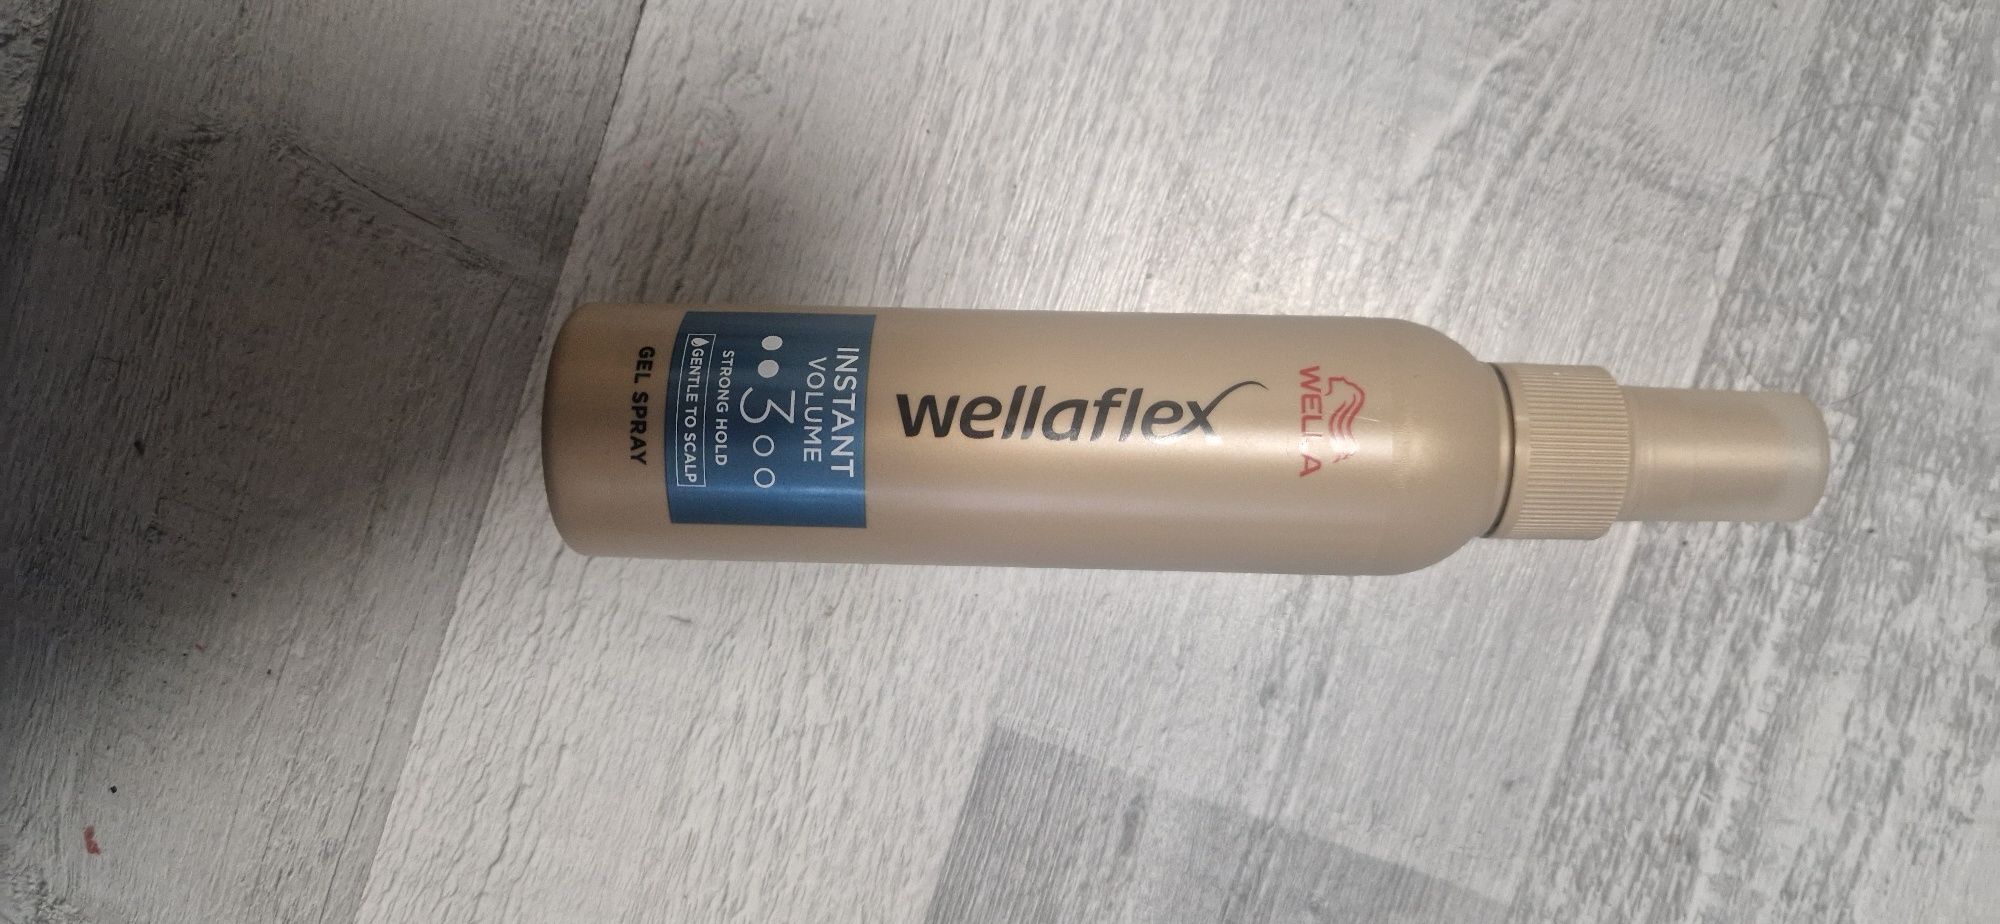 WELLA
wellaflex
INSTANT
VOLUME
3
STRONG HOLD
GENTLE TO SCALP
GEL SPRAY